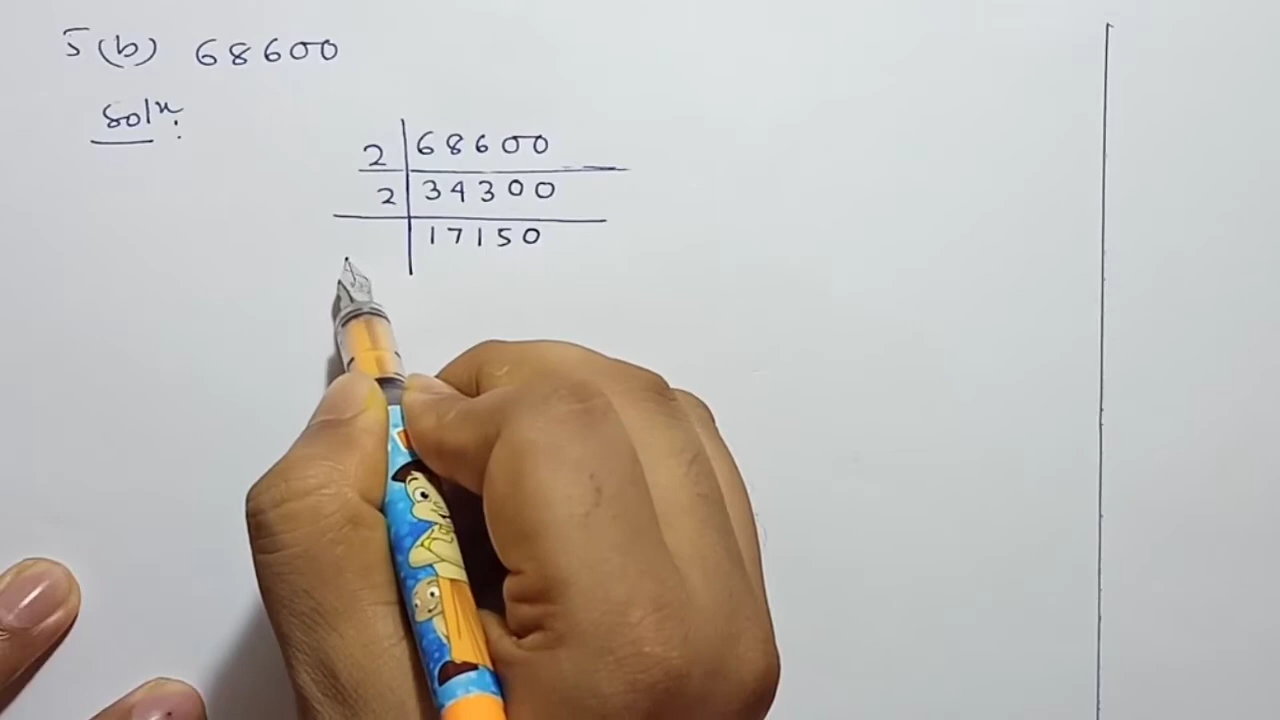 5(b) 68600
Solⁿ:
2 | 68600
2 | 34300
| 17150